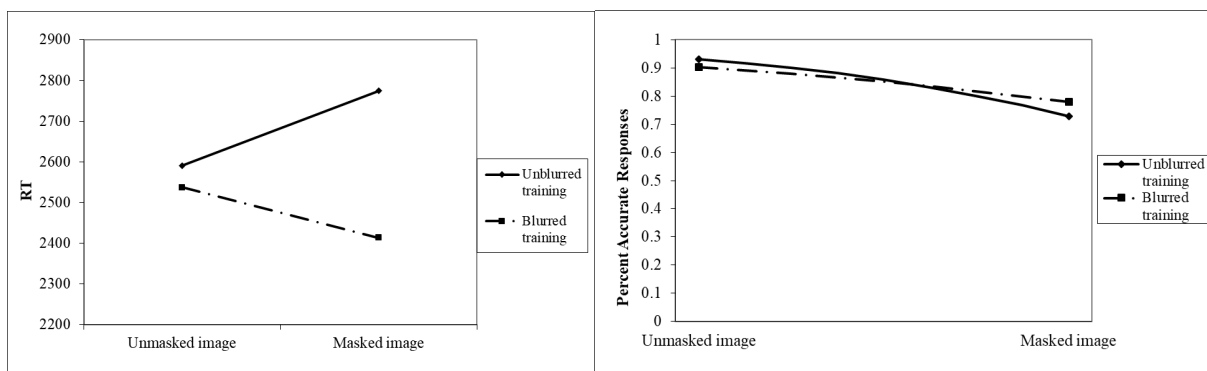 2900
2800
2700
2600
2500
2400
2300
2200
RT
Unmasked image
Masked image
Unblurred
training
Blurred
training
1
0.9
0.8
0.7
0.6
0.5
0.4
0.3
0.2
0.1
0
Percent Accurate Responses
Unmasked image
Masked image
Unblurred
training
Blurred
training